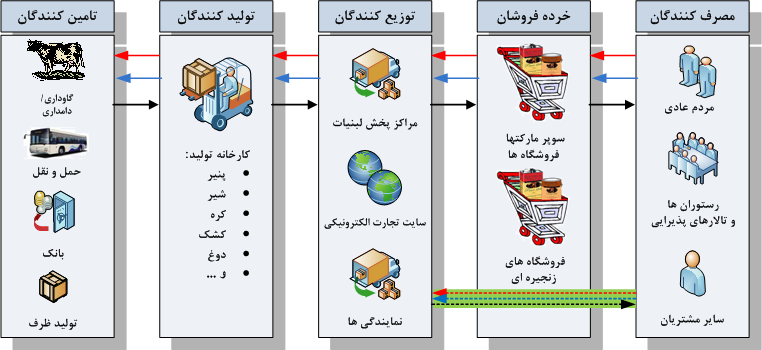 تامین کنندگان
گاوداری/
دامداری
حمل و نقل
بانک
تولید ظرف
تولید کنندگان
کارخانه تولید:
• پنیر
• شیر
• کره
• کشک
• دوغ
• و ...
توزیع کنندگان
مراکز پخش لبنیات
سایت تجارت الکترونیکی
نمایندگی ها
خرده فروشان
سوپر مارکتها
فروشگاه ها
فروشگاه های
زنجیره ای
مصرف کنندگان
مردم عادی
رستوران ها
و تالارهای پذیرایی
سایر مشتریان